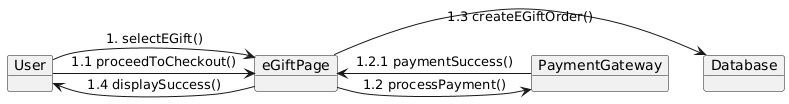 1.3 createEGiftOrder()
1. selectEGift()
User
1.1 proceedToCheckout()
eGiftPage
1.2.1 paymentSuccess()
PaymentGateway
Database
1.4 displaySuccess()
1.2 processPayment()